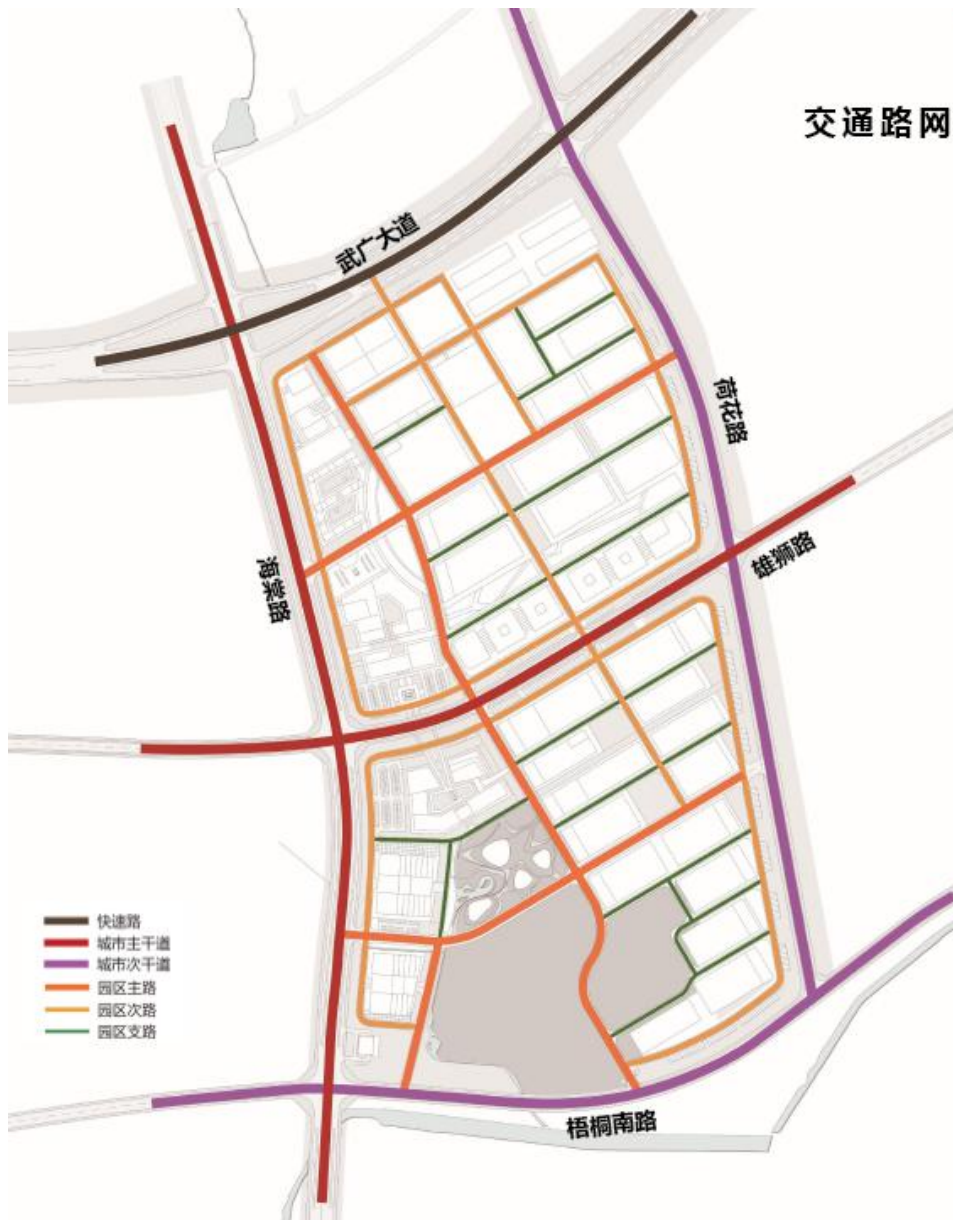 交通路网
武广大道
荷花路
雄狮路
海棠路
快速路
城市主干道
城市次干道
园区主路
园区次路
园区支路
梧桐南路